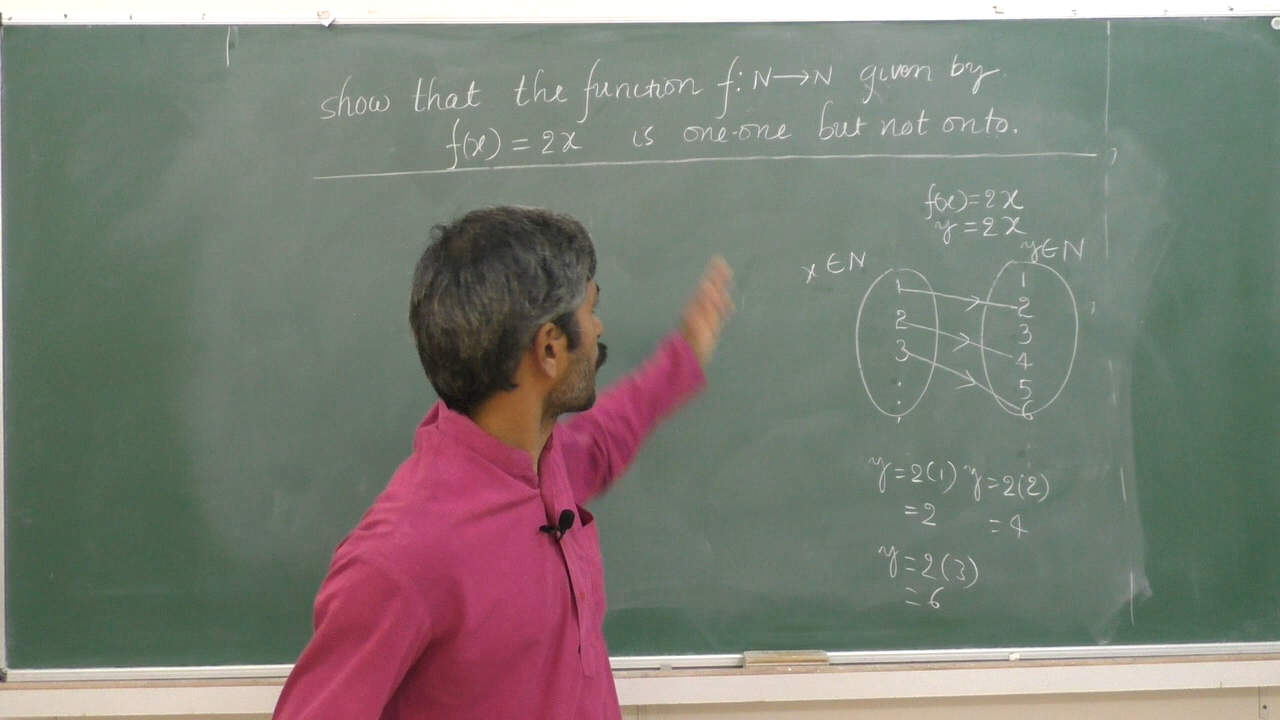 show that the function f: N→N given by
f(x) = 2x is one-one but not onto.
f(x)=2x
y=2x
x∈N
y∈N
1
2
3
.
.
.
1
2
3
4
5
6
y=2(1) y=2(2)
=2 =4
y=2(3)
=6